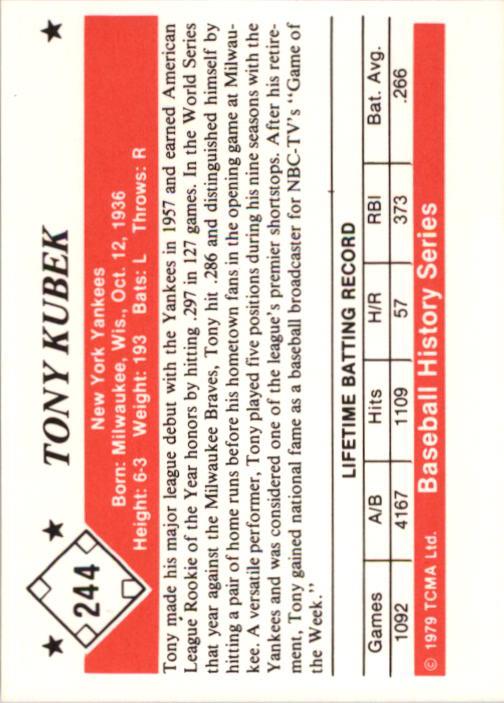 244
TONY KUBEK
New York Yankees
Born: Milwaukee, Wis., Oct. 12, 1936
Height: 6-3 Weight: 193 Bats: L Throws: R
Tony made his major league debut with the Yankees in 1957 and earned American
League Rookie of the Year honors by hitting .297 in 127 games. In the World Series
that year against the Milwaukee Braves, Tony hit .286 and distinguished himself by
hitting a pair of home runs before his hometown fans in the opening game at Milwau-
kee. A versatile performer, Tony played five positions during his nine seasons with the
Yankees and was considered one of the league's premier shortstops. After his retire-
ment, Tony gained national fame as a baseball broadcaster for NBC-TV's "Game of
the Week."
LIFETIME BATTING RECORD
Games A/B Hits H/R RBI Bat. Avg.
1092 4167 1109 57 373 .266
© 1979 TCMA Ltd. Baseball History Series